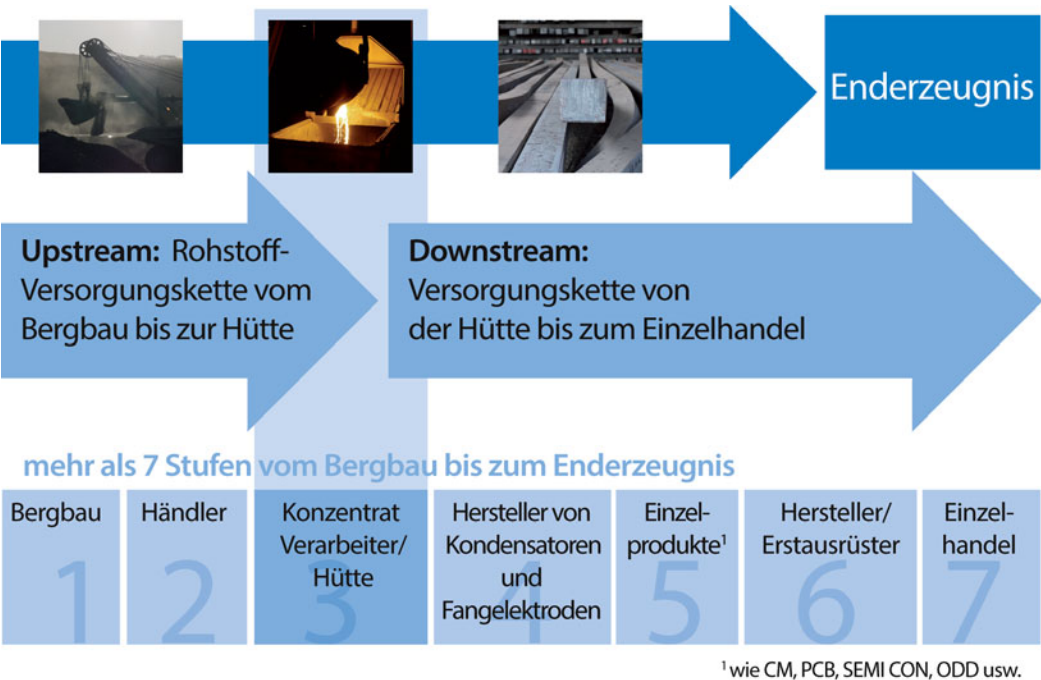 Enderzeugnis
Upstream: Rohstoff-
Versorgungskette vom
Bergbau bis zur Hütte
Downstream:
Versorgungskette von
der Hütte bis zum Einzelhandel
mehr als 7 Stufen vom Bergbau bis zum Enderzeugnis
Bergbau
1
Händler
2
Konzentrat
Verarbeiter/
Hütte
3
Hersteller von
Kondensatoren
und
Fangelektroden
4
Einzel-
produkte¹
5
Hersteller/
Erstausrüster
6
Einzel-
handel
7
¹ wie CM, PCB, SEMI CON, ODD usw.